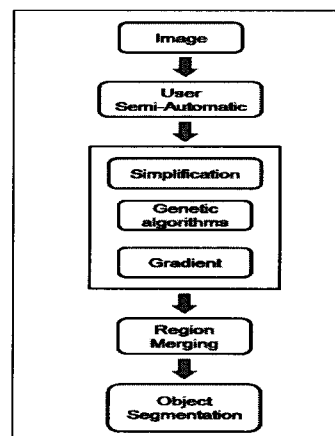 Image
User
Semi-Automatic
Simplification
Genetic
algorithms
Gradient
Region
Merging
Object
Segmentation